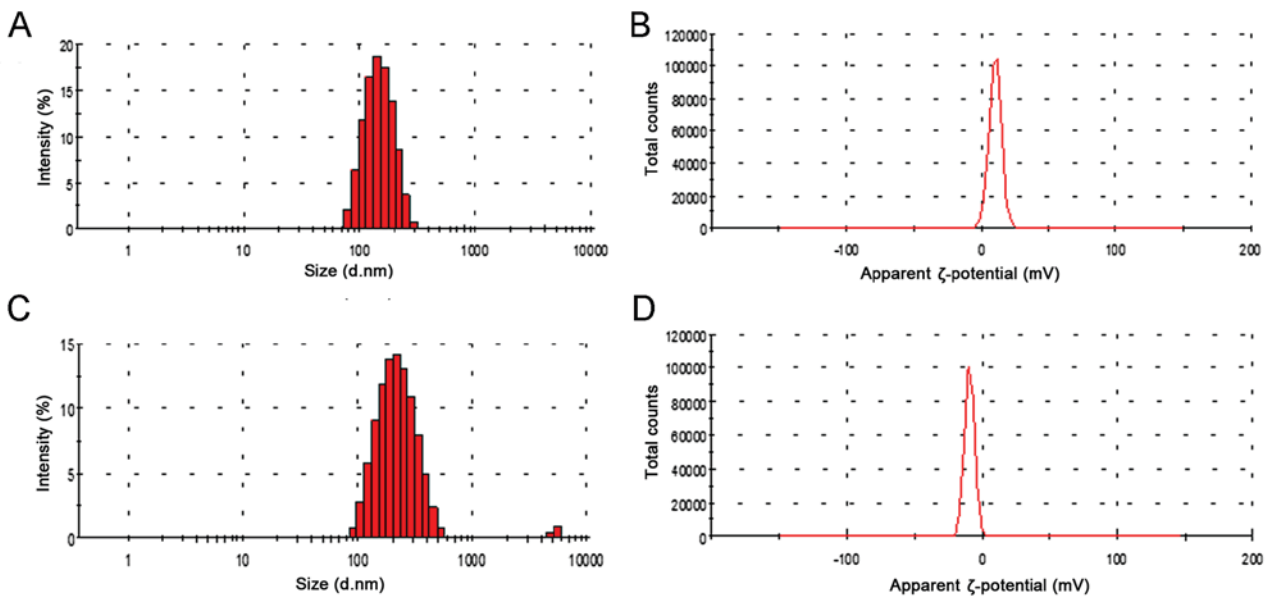 A
20
15
10
5
0
Intensity (%)
1 10 100 1000 10000
Size (d.nm)
B
120000
100000
80000
60000
40000
20000
0
Total counts
-100 0 100 200
Apparent ζ-potential (mV)
C
15
10
5
0
Intensity (%)
1 10 100 1000 10000
Size (d.nm)
D
120000
100000
80000
60000
40000
20000
0
Total counts
-100 0 100 200
Apparent ζ-potential (mV)